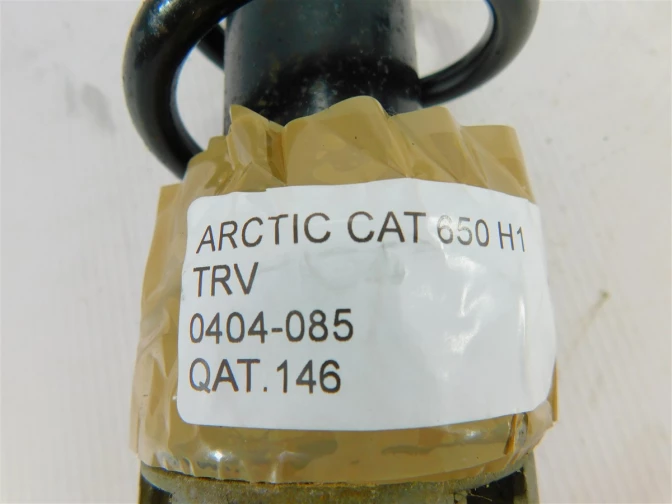 ARCTIC CAT 650 H1
TRV
0404-085
QAT.146